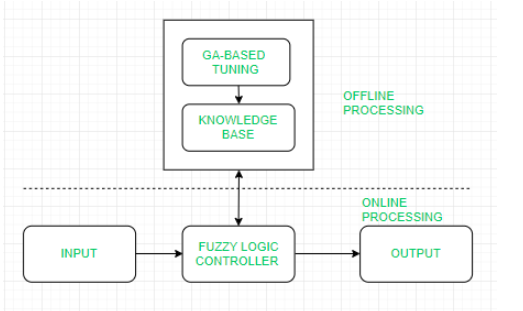 GA-BASED
TUNING
KNOWLEDGE
BASE
OFFLINE
PROCESSING
ONLINE
PROCESSING
INPUT
FUZZY LOGIC
CONTROLLER
OUTPUT